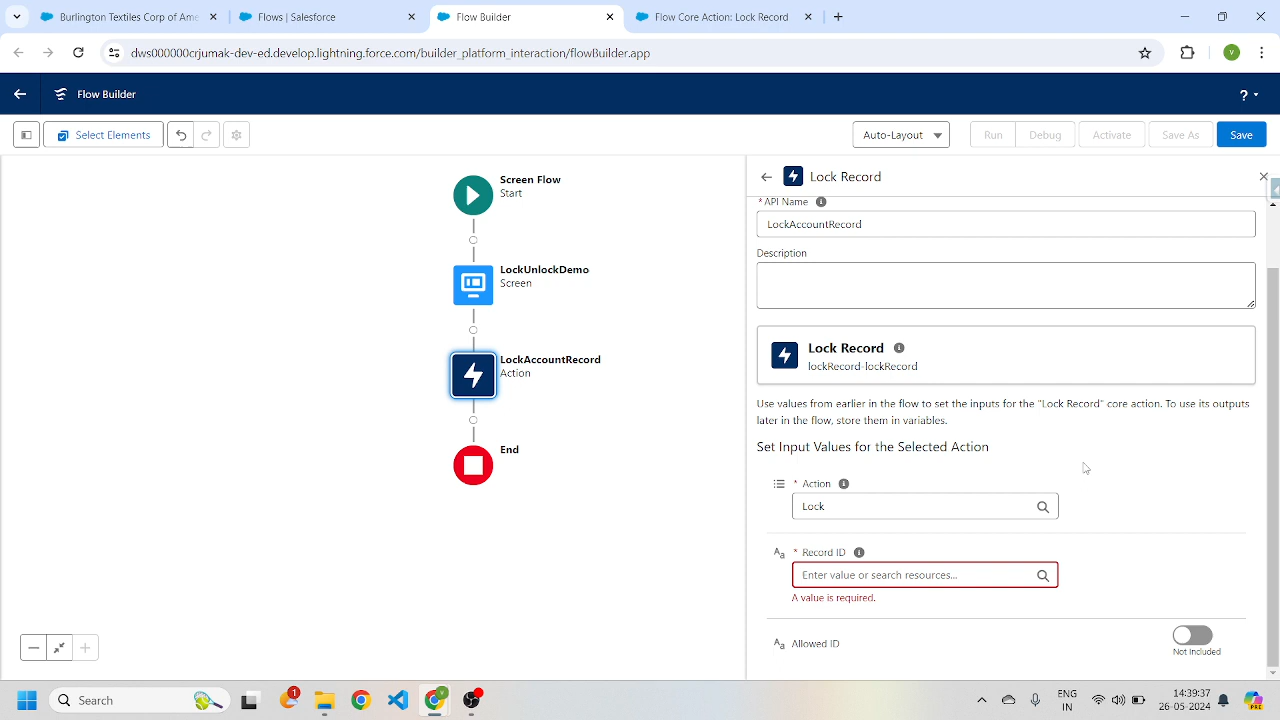 Burlington Textiles Corp of Ame
Flows | Salesforce
Flow Builder
Flow Core Action: Lock Record
dws000000crjumak-dev-ed.develop.lightning.force.com/builder_platform_interaction/flowBuilder.app
V
Flow Builder
?
Select Elements
Auto-Layout
Run
Debug
Activate
Save As
Save
Screen Flow
Start
LockUnlockDemo
Screen
LockAccountRecord
Action
End
Lock Record
* API Name
LockAccountRecord
Description
Lock Record
lockRecord-lockRecord
Use values from earlier in the flow to set the inputs for the "Lock Record" core action. To use its outputs
later in the flow, store them in variables.
Set Input Values for the Selected Action
* Action
Lock
Aa * Record ID
Enter value or search resources...
A value is required.
Aa Allowed ID
Not Included
Search
1
ENG
IN
14:39:37
26-05-2024
PRE